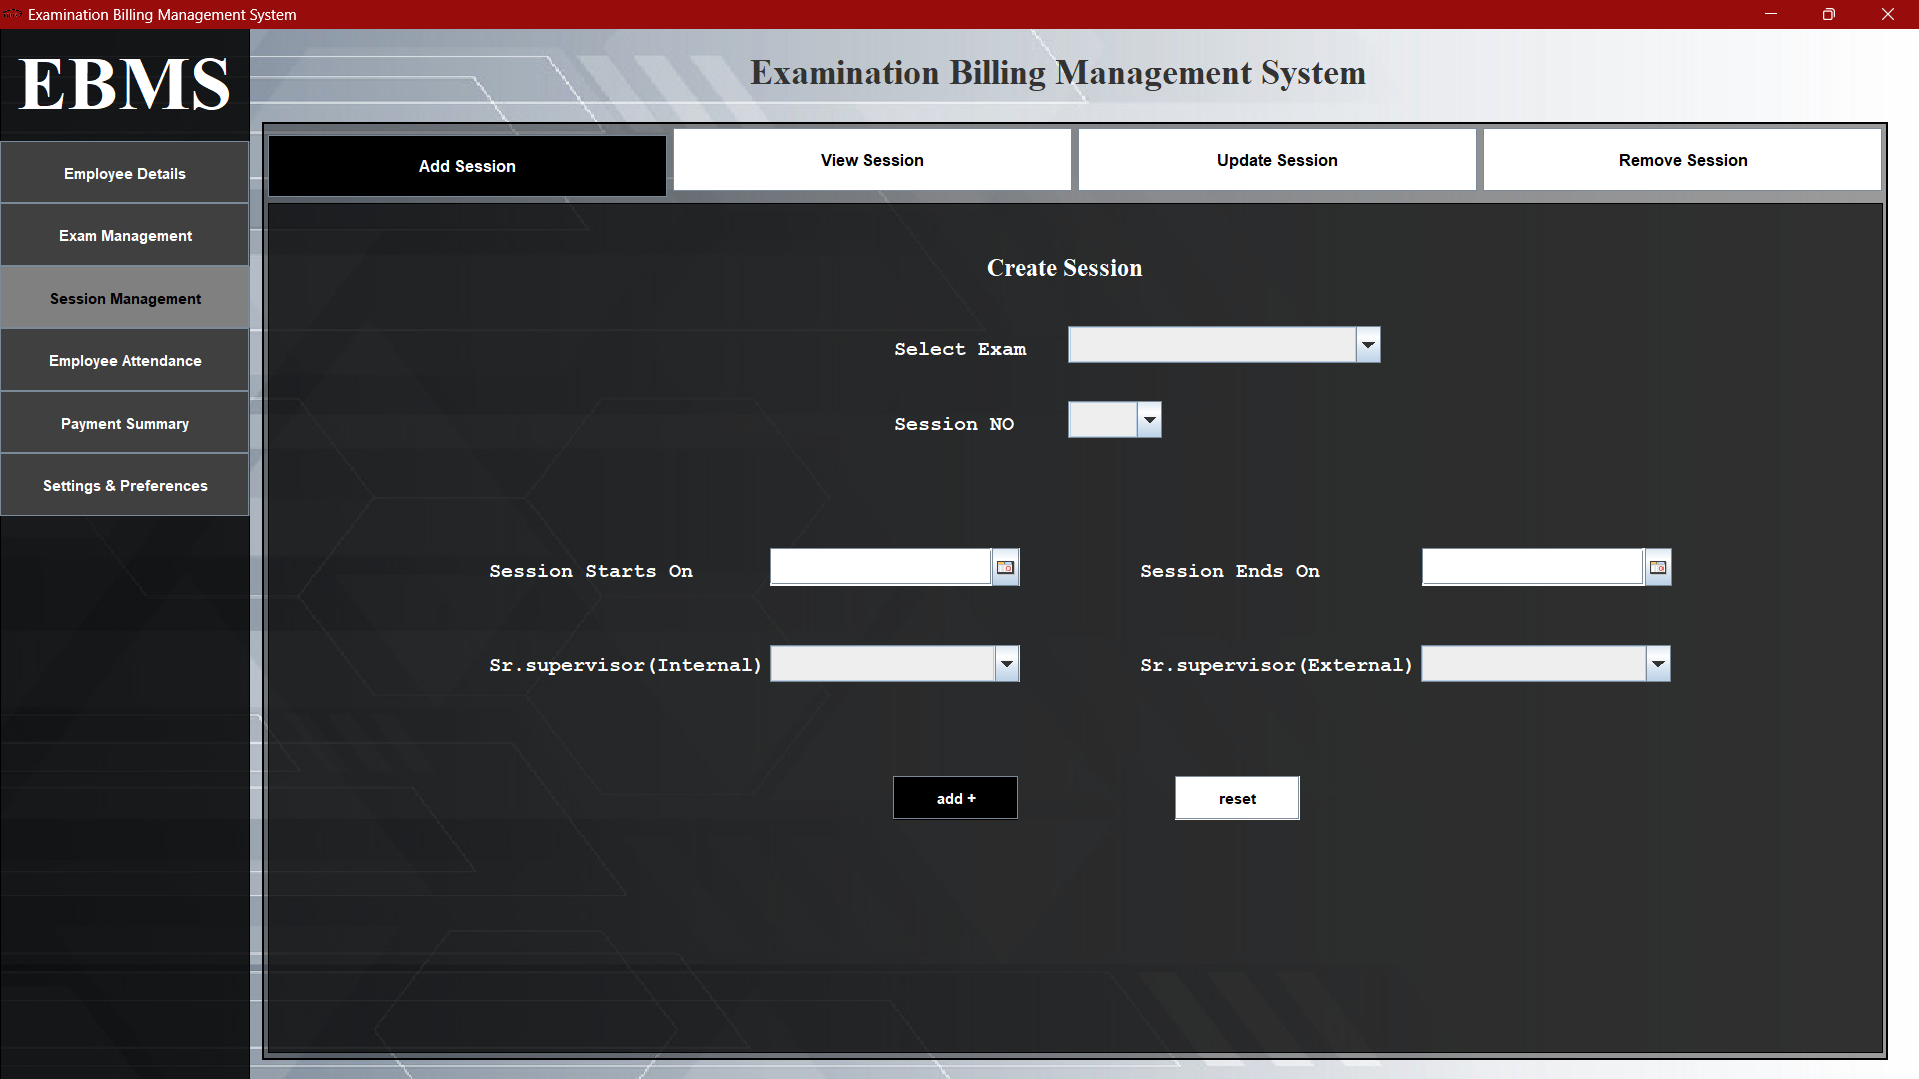 Examination Billing Management System
EBMS
Examination Billing Management System
Employee Details
Exam Management
Session Management
Employee Attendance
Payment Summary
Settings & Preferences
Add Session
View Session
Update Session
Remove Session
Create Session
Select Exam
Session NO
Session Starts On
Session Ends On
Sr.supervisor(Internal)
Sr.supervisor(External)
add +
reset